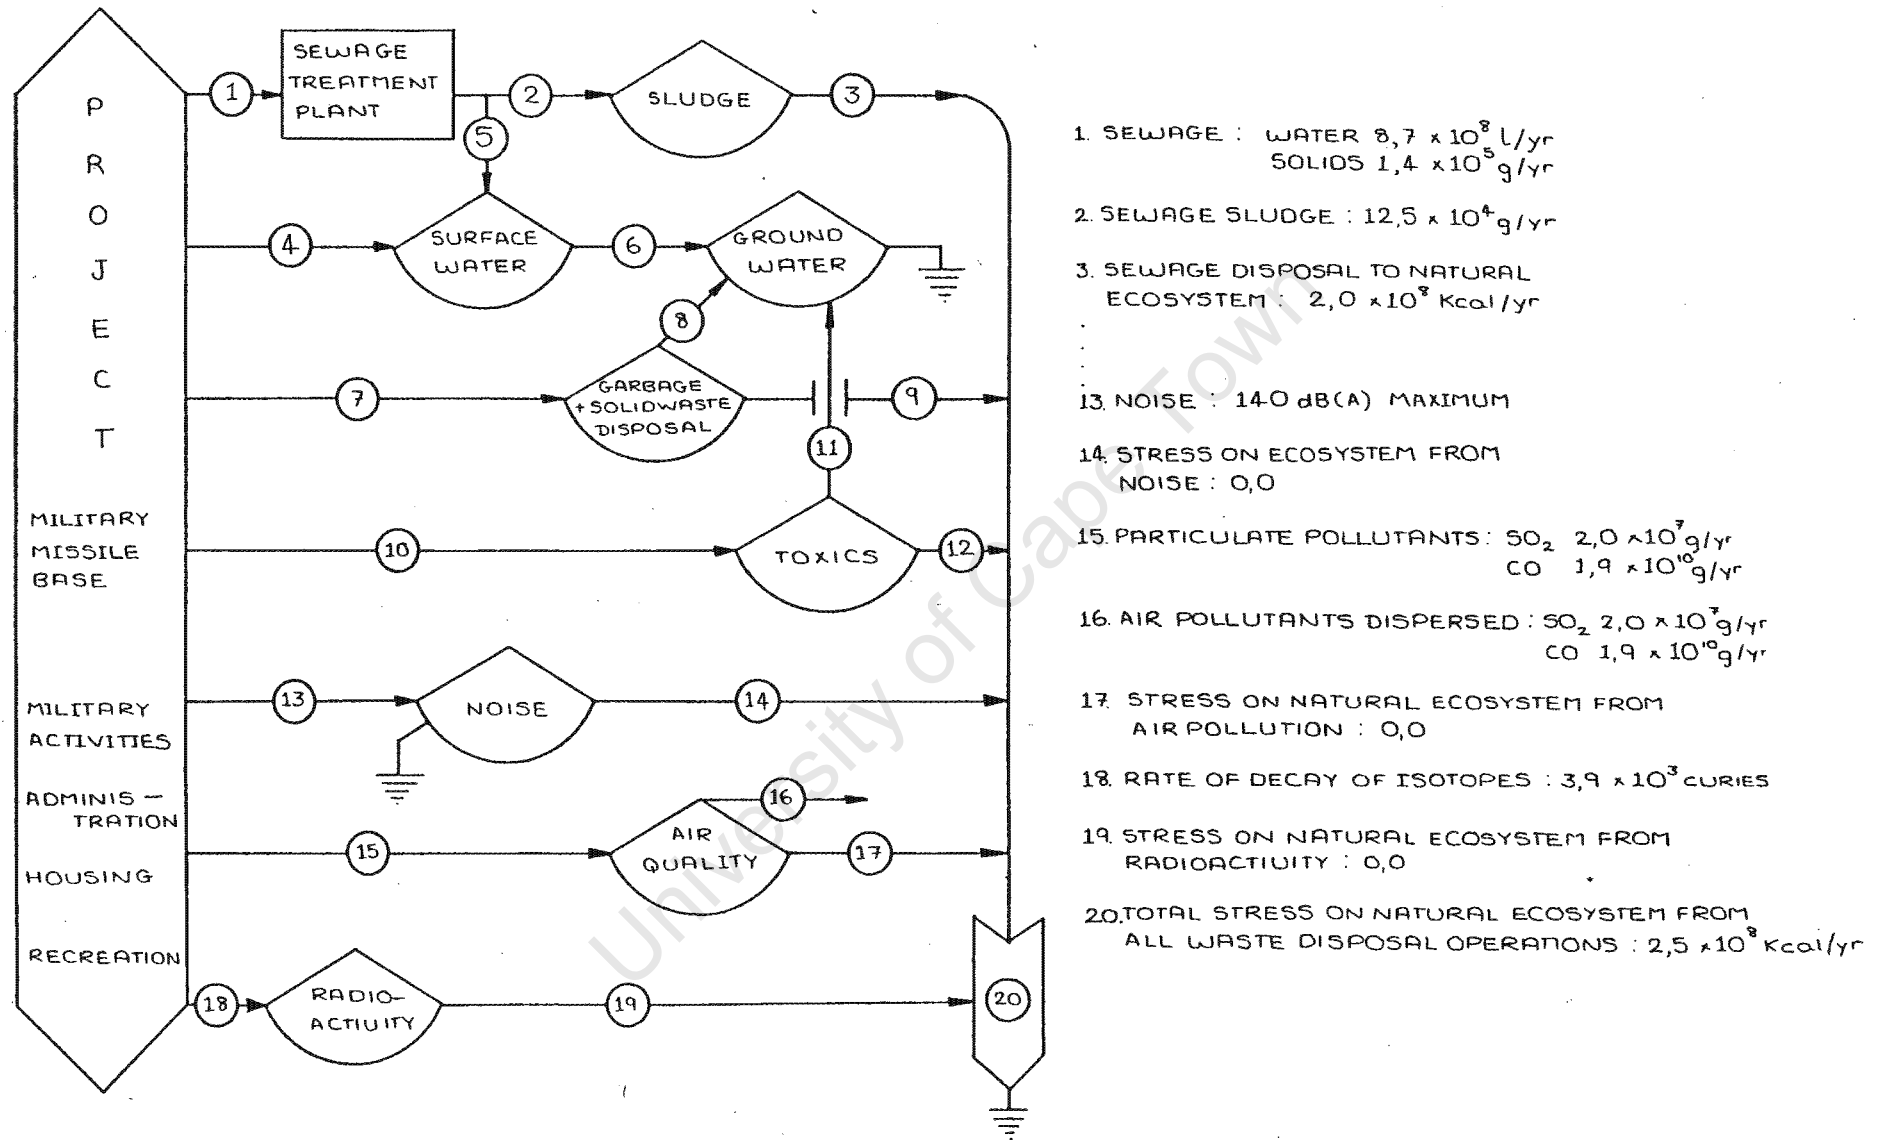 PROJECT
MILITARY
MISSILE
BASE
MILITARY
ACTIVITIES
ADMINIS -
TRATION
HOUSING
RECREATION
1
SEWAGE
TREATMENT
PLANT
2
SLUDGE
3
5
4
SURFACE
WATER
6
GROUND
WATER
8
7
GARBAGE
+ SOLIDWASTE
DISPOSAL
9
11
10
TOXICS
12
13
NOISE
14
16
15
AIR
QUALITY
17
18
RADIO-
ACTIVITY
19
20
1. SEWAGE : WATER 8,7 x 10⁸ l/yr
SOLIDS 1,4 x 10⁵ g/yr
2. SEWAGE SLUDGE : 12,5 x 10⁴ g/yr
3. SEWAGE DISPOSAL TO NATURAL
ECOSYSTEM : 2,0 x 10⁸ Kcal/yr
.
.
.
.
13. NOISE : 140 dB(A) MAXIMUM
14. STRESS ON ECOSYSTEM FROM
NOISE : 0,0
15. PARTICULATE POLLUTANTS : SO₂ 2,0 x 10⁷ g/yr
CO 1,9 x 10¹⁰ g/yr
16. AIR POLLUTANTS DISPERSED : SO₂ 2,0 x 10⁷ g/yr
CO 1,9 x 10¹⁰ g/yr
17. STRESS ON NATURAL ECOSYSTEM FROM
AIR POLLUTION : 0,0
18. RATE OF DECAY OF ISOTOPES : 3,9 x 10³ CURIES
19. STRESS ON NATURAL ECOSYSTEM FROM
RADIOACTIVITY : 0,0
20. TOTAL STRESS ON NATURAL ECOSYSTEM FROM
ALL WASTE DISPOSAL OPERATIONS : 2,5 x 10⁸ Kcal/yr
University of Cape Town